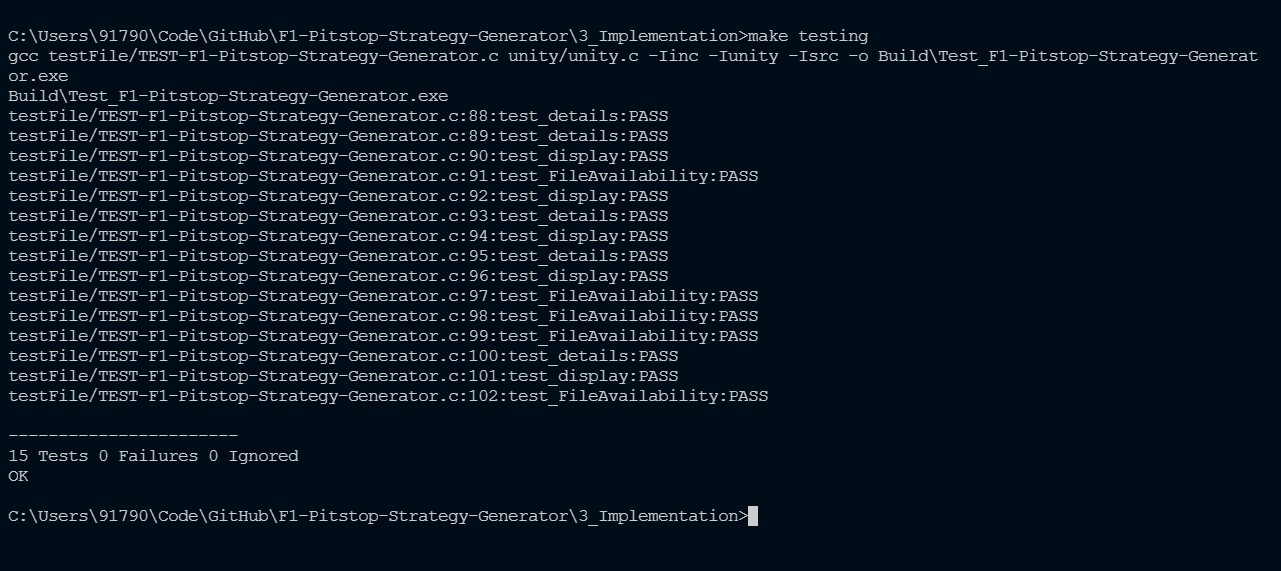 C:\Users\91790\Code\GitHub\F1-Pitstop-Strategy-Generator\3_Implementation>make testing
gcc testFile/TEST-F1-Pitstop-Strategy-Generator.c unity/unity.c -Iinc -Iunity -Isrc -o Build\Test_F1-Pitstop-Strategy-Generat
or.exe
Build\Test_F1-Pitstop-Strategy-Generator.exe
testFile/TEST-F1-Pitstop-Strategy-Generator.c:88:test_details:PASS
testFile/TEST-F1-Pitstop-Strategy-Generator.c:89:test_details:PASS
testFile/TEST-F1-Pitstop-Strategy-Generator.c:90:test_display:PASS
testFile/TEST-F1-Pitstop-Strategy-Generator.c:91:test_FileAvailability:PASS
testFile/TEST-F1-Pitstop-Strategy-Generator.c:92:test_display:PASS
testFile/TEST-F1-Pitstop-Strategy-Generator.c:93:test_details:PASS
testFile/TEST-F1-Pitstop-Strategy-Generator.c:94:test_display:PASS
testFile/TEST-F1-Pitstop-Strategy-Generator.c:95:test_details:PASS
testFile/TEST-F1-Pitstop-Strategy-Generator.c:96:test_display:PASS
testFile/TEST-F1-Pitstop-Strategy-Generator.c:97:test_FileAvailability:PASS
testFile/TEST-F1-Pitstop-Strategy-Generator.c:98:test_FileAvailability:PASS
testFile/TEST-F1-Pitstop-Strategy-Generator.c:99:test_FileAvailability:PASS
testFile/TEST-F1-Pitstop-Strategy-Generator.c:100:test_details:PASS
testFile/TEST-F1-Pitstop-Strategy-Generator.c:101:test_display:PASS
testFile/TEST-F1-Pitstop-Strategy-Generator.c:102:test_FileAvailability:PASS
-----------------------
15 Tests 0 Failures 0 Ignored
OK
C:\Users\91790\Code\GitHub\F1-Pitstop-Strategy-Generator\3_Implementation>